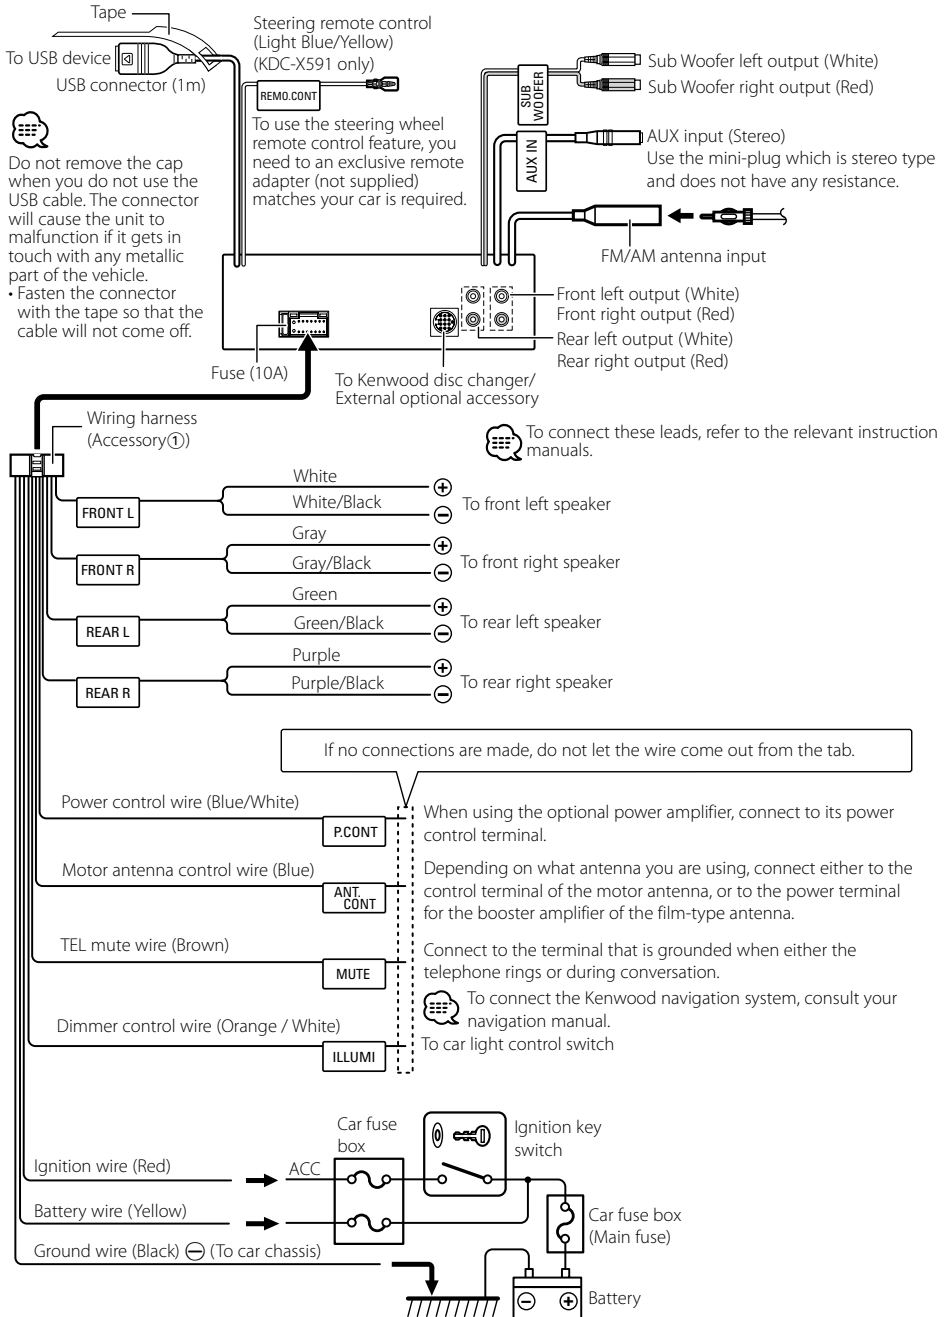 Tape
To USB device
USB connector (1m)
Steering remote control
(Light Blue/Yellow)
(KDC-X591 only)
REMO.CONT
To use the steering wheel
remote control feature, you
need to an exclusive remote
adapter (not supplied)
matches your car is required.
Do not remove the cap
when you do not use the
USB cable. The connector
will cause the unit to
malfunction if it gets in
touch with any metallic
part of the vehicle.
• Fasten the connector
with the tape so that the
cable will not come off.
SUB
WOOFER
Sub Woofer left output (White)
Sub Woofer right output (Red)
AUX IN
AUX input (Stereo)
Use the mini-plug which is stereo type
and does not have any resistance.
FM/AM antenna input
Front left output (White)
Front right output (Red)
Rear left output (White)
Rear right output (Red)
Fuse (10A)
To Kenwood disc changer/
External optional accessory
Wiring harness
(Accessory①)
To connect these leads, refer to the relevant instruction
manuals.
FRONT L
White
White/Black
⊕
⊖
To front left speaker
FRONT R
Gray
Gray/Black
⊕
⊖
To front right speaker
REAR L
Green
Green/Black
⊕
⊖
To rear left speaker
REAR R
Purple
Purple/Black
⊕
⊖
To rear right speaker
If no connections are made, do not let the wire come out from the tab.
Power control wire (Blue/White)
P.CONT
When using the optional power amplifier, connect to its power
control terminal.
Motor antenna control wire (Blue)
ANT.
CONT
Depending on what antenna you are using, connect either to the
control terminal of the motor antenna, or to the power terminal
for the booster amplifier of the film-type antenna.
TEL mute wire (Brown)
MUTE
Connect to the terminal that is grounded when either the
telephone rings or during conversation.
To connect the Kenwood navigation system, consult your
navigation manual.
Dimmer control wire (Orange / White)
ILLUMI
To car light control switch
Car fuse
box
Ignition key
switch
Ignition wire (Red)
ACC
Battery wire (Yellow)
Car fuse box
(Main fuse)
Ground wire (Black) ⊖ (To car chassis)
⊖
⊕
Battery